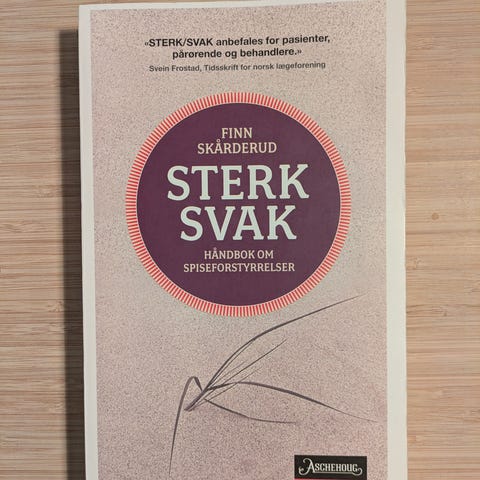 «STERK/SVAK anbefales for pasienter,
pårørende og behandlere.»
Svein Frostad, Tidsskrift for norsk lægeforening
FINN
SKÅRDERUD
STERK
SVAK
HÅNDBOK OM
SPISEFORSTYRRELSER
ASCHEHOUG